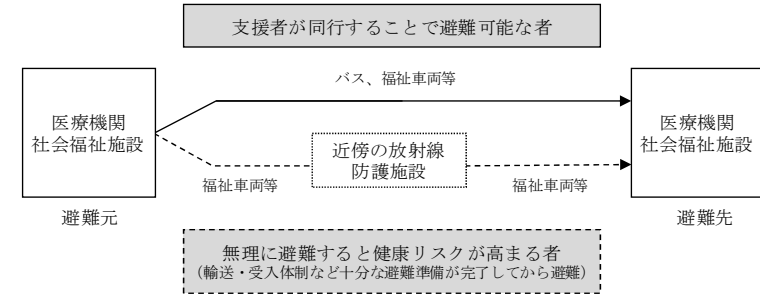 支援者が同行することで避難可能な者
バス、福祉車両等
医療機関
社会福祉施設
避難元
近傍の放射線
防護施設
福祉車両等
福祉車両等
医療機関
社会福祉施設
避難先
無理に避難すると健康リスクが高まる者
（輸送・受入体制など十分な避難準備が完了してから避難）